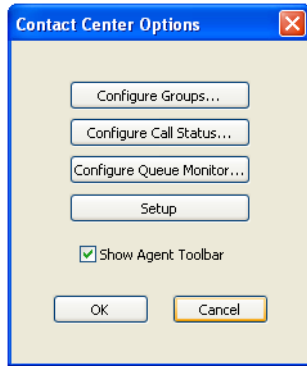 Contact Center Options
Configure Groups...
Configure Call Status...
Configure Queue Monitor...
Setup
Show Agent Toolbar
OK Cancel